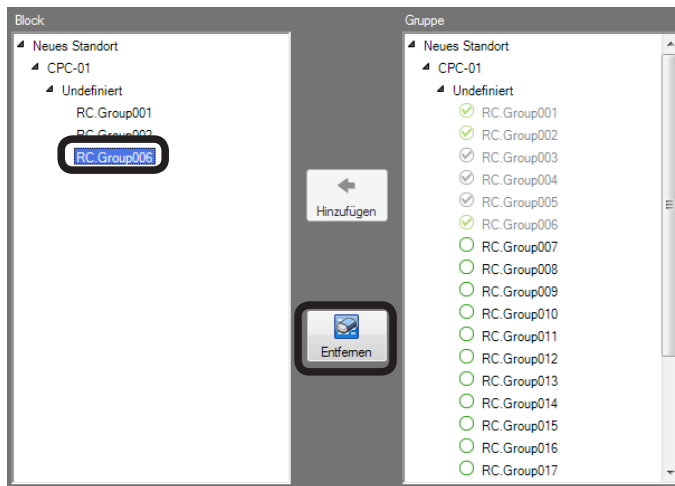 Block
Neues Standort
CPC-01
Undefiniert
RC.Group001
RC.Group002
RC.Group006
Hinzufügen
Entfernen
Gruppe
Neues Standort
CPC-01
Undefiniert
RC.Group001
RC.Group002
RC.Group003
RC.Group004
RC.Group005
RC.Group006
RC.Group007
RC.Group008
RC.Group009
RC.Group010
RC.Group011
RC.Group012
RC.Group013
RC.Group014
RC.Group015
RC.Group016
RC.Group017